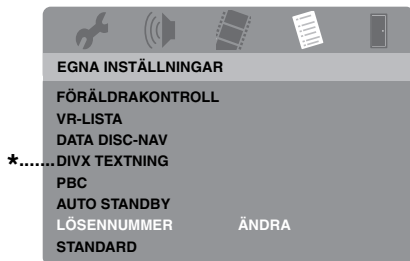 EGNA INSTÄLLNINGAR
FÖRÄLDRAKONTROLL
VR-LISTA
DATA DISC-NAV
*.......DIVX TEXTNING
PBC
AUTO STANDBY
LÖSENNUMMER ÄNDRA
STANDARD